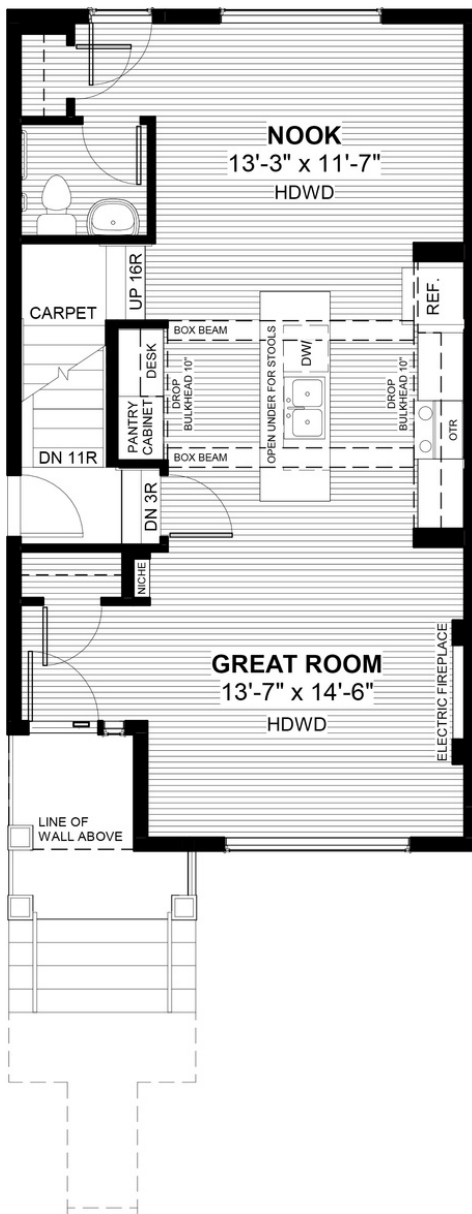 NOOK
13'-3" x 11'-7"
HDWD
CARPET
UP 16R
REF.
BOX BEAM
DESK
DROP
BULKHEAD 10"
OPEN UNDER FOR STOOLS
DW/
DROP
BULKHEAD 10"
PANTRY
CABINET
OTR
BOX BEAM
DN 11R
DN 3R
NICHE
GREAT ROOM
13'-7" x 14'-6"
HDWD
ELECTRIC FIREPLACE
LINE OF
WALL ABOVE